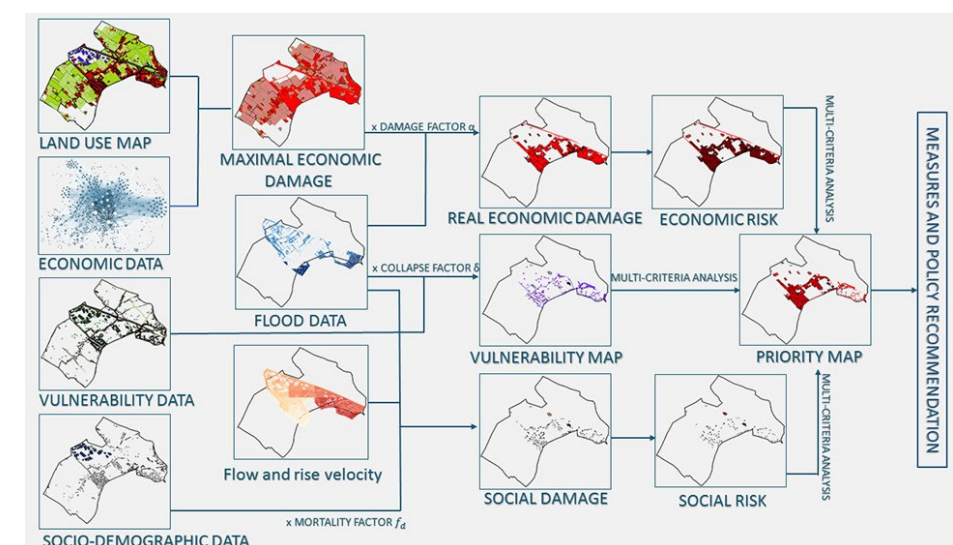 LAND USE MAP
ECONOMIC DATA
VULNERABILITY DATA
SOCIO-DEMOGRAPHIC DATA
MAXIMAL ECONOMIC
DAMAGE
FLOOD DATA
Flow and rise velocity
x DAMAGE FACTOR α
x COLLAPSE FACTOR δ
x MORTALITY FACTOR f_d
REAL ECONOMIC DAMAGE
VULNERABILITY MAP
SOCIAL DAMAGE
ECONOMIC RISK
MULTI-CRITERIA ANALYSIS
SOCIAL RISK
MULTI-CRITERIA ANALYSIS
PRIORITY MAP
MULTI-CRITERIA ANALYSIS
MEASURES AND POLICY RECOMMENDATION